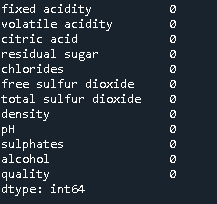 fixed acidity 0
volatile acidity 0
citric acid 0
residual sugar 0
chlorides 0
free sulfur dioxide 0
total sulfur dioxide 0
density 0
pH 0
sulphates 0
alcohol 0
quality 0
dtype: int64